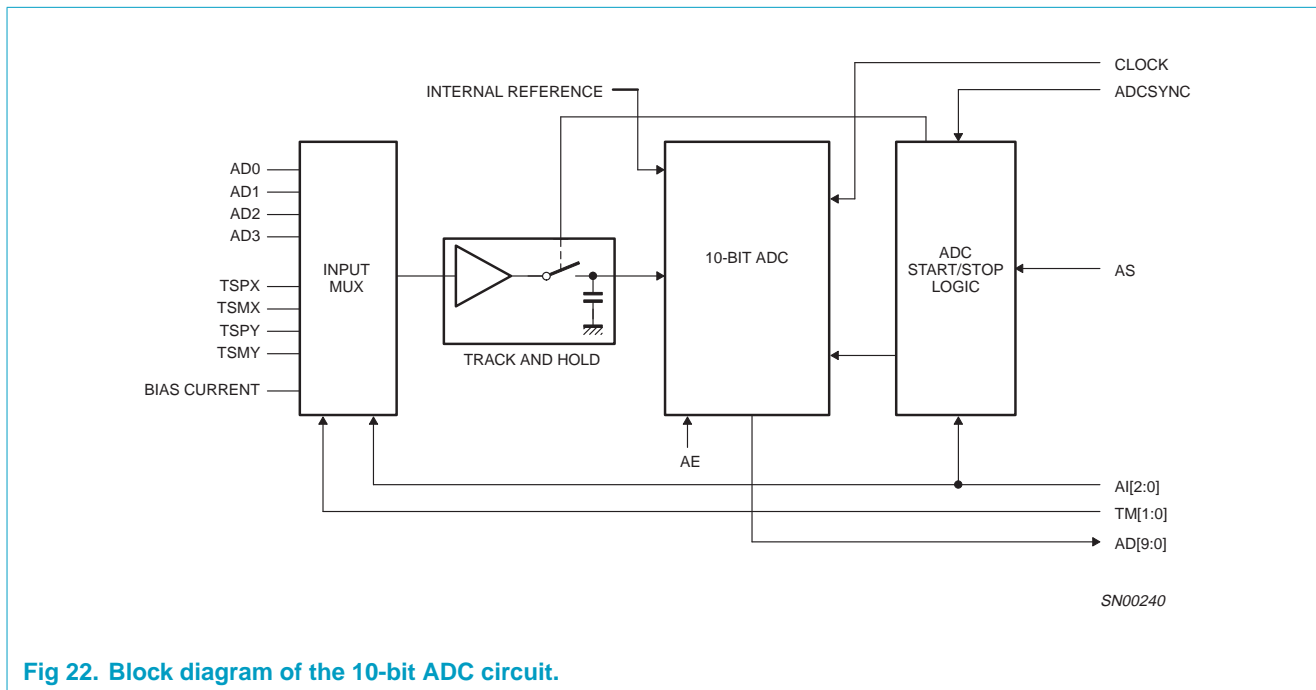 CLOCK
INTERNAL REFERENCE
ADCSYNC
AD0
AD1
AD2
AD3
TSPX
TSMX
TSPY
TSMY
BIAS CURRENT
INPUT
MUX
TRACK AND HOLD
10-BIT ADC
ADC
START/STOP
LOGIC
AS
AE
AI[2:0]
TM[1:0]
AD[9:0]
SN00240
Fig 22. Block diagram of the 10-bit ADC circuit.